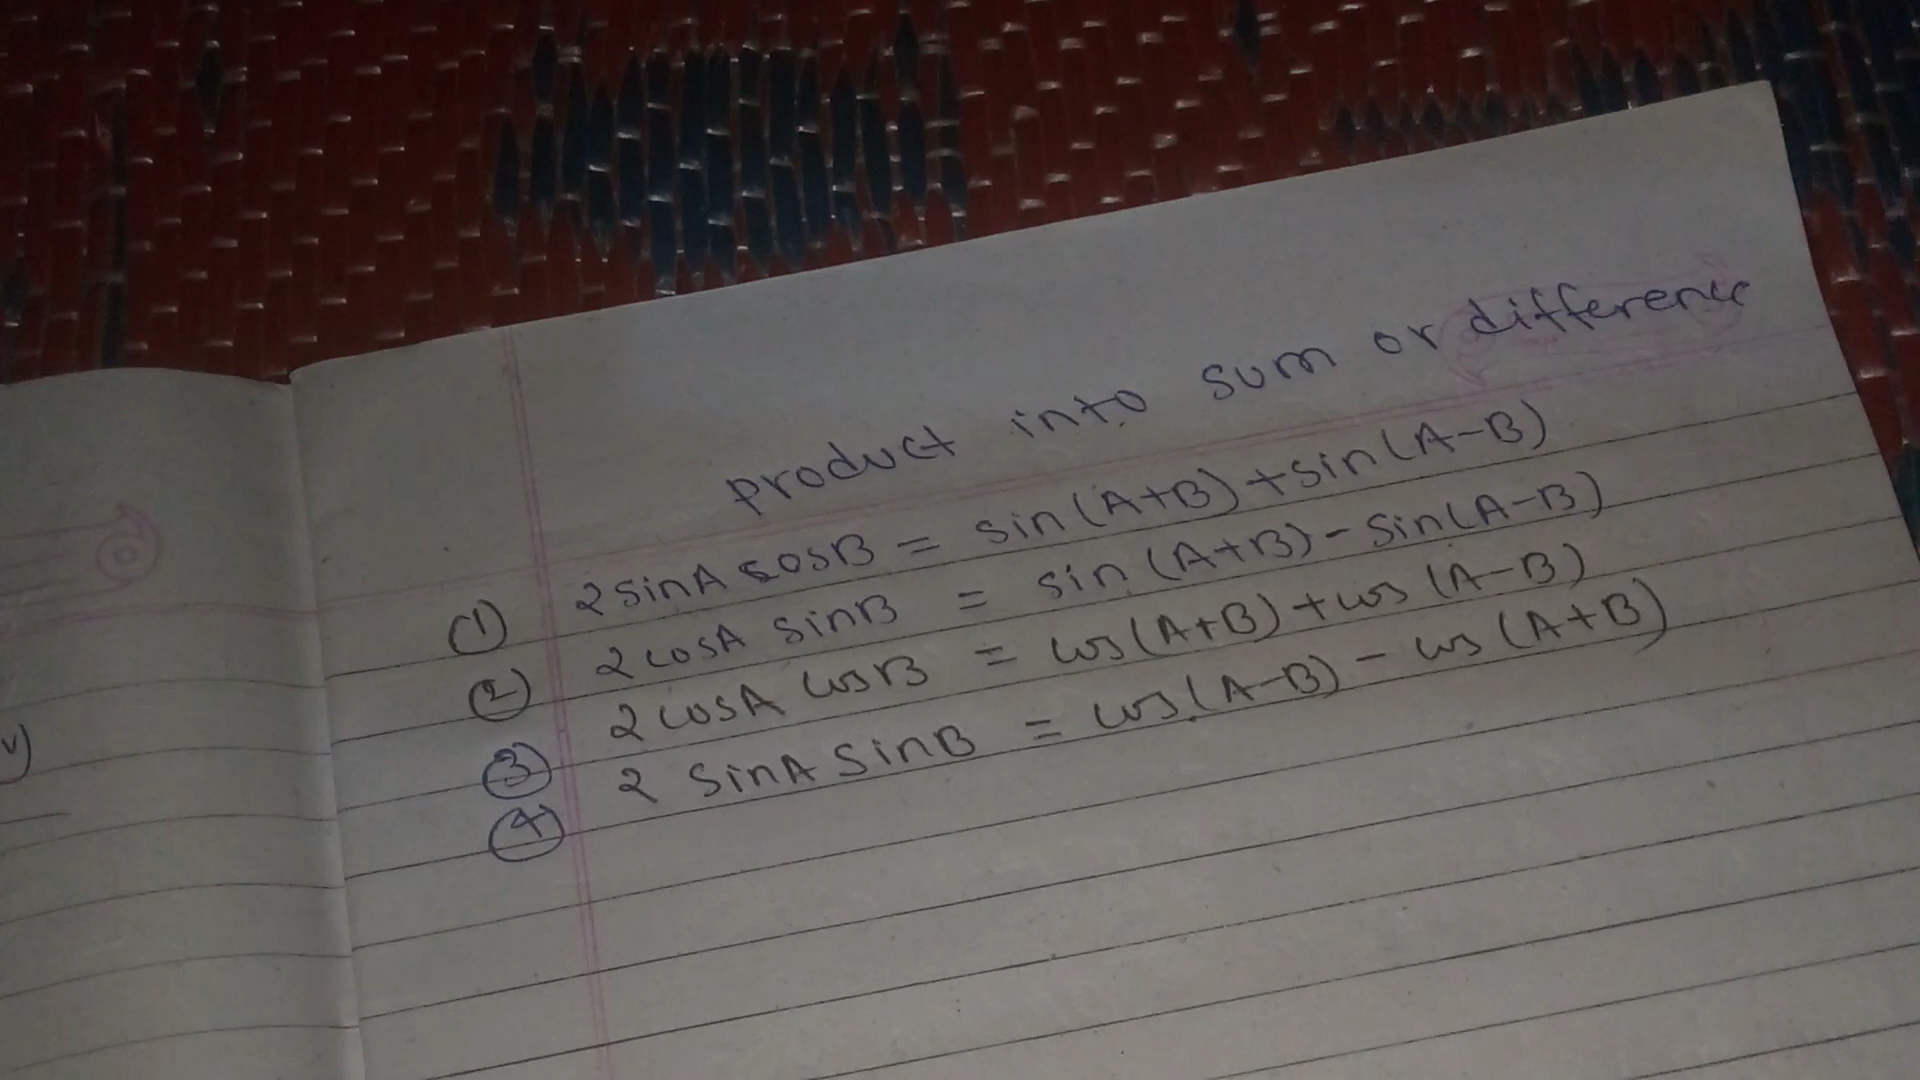 product into sum or difference
(1) 2 sinA cosB = sin(A+B)+sin(A-B)
(2) 2 cosA sinB = sin(A+B)-sin(A-B)
(3) 2 cosA cosB = cos(A+B)+cos(A-B)
(4) 2 sinA sinB = cos(A-B)-cos(A+B)
v)